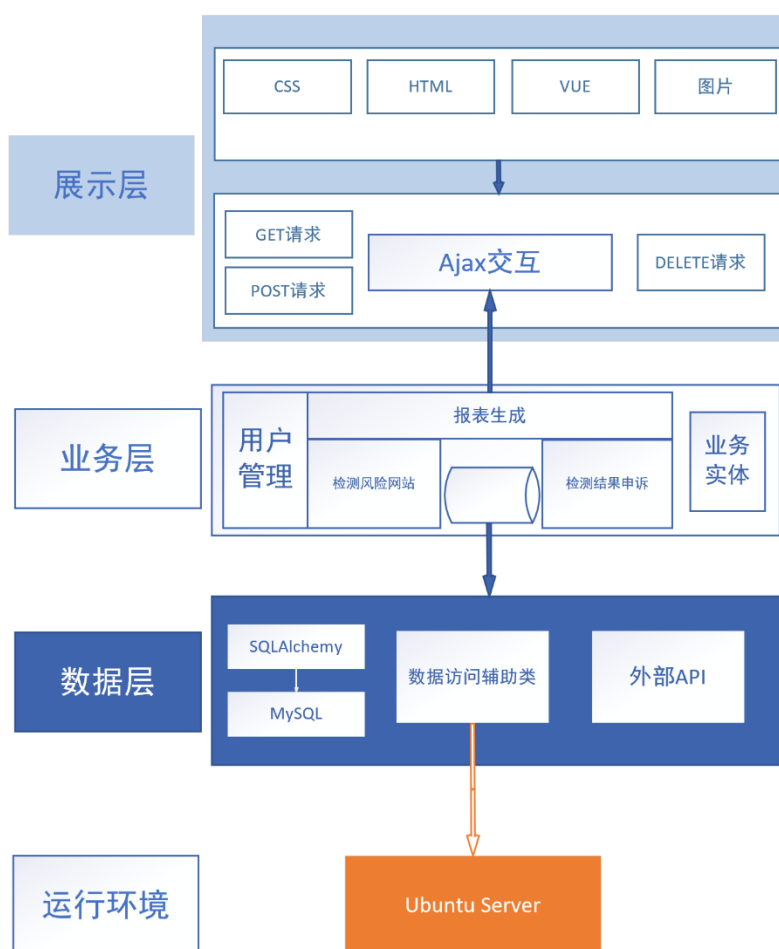 CSS
HTML
VUE
图片
展示层
GET请求
Ajax交互
DELETE请求
POST请求
业务层
用户
管理
报表生成
检测风险网站
检测结果申诉
业务
实体
数据层
SQLAlchemy
MySQL
数据访问辅助类
外部API
运行环境
Ubuntu Server